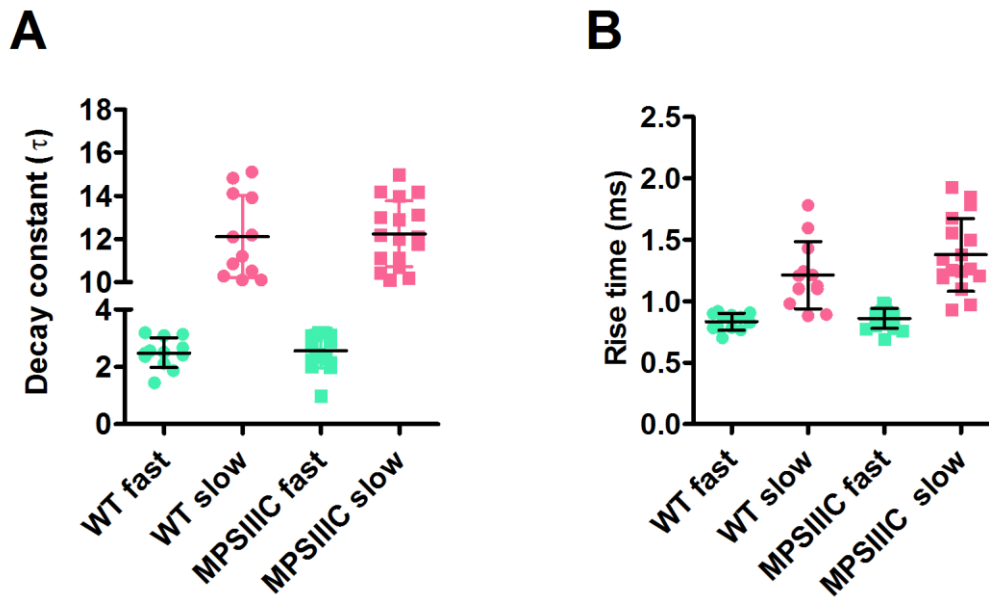 A
Decay constant (τ)
18
16
14
12
10
4
2
0
WT fast
WT slow
MPSIIIC fast
MPSIIIC slow
B
Rise time (ms)
2.5
2.0
1.5
1.0
0.5
0.0
WT fast
WT slow
MPSIIIC fast
MPSIIIC slow